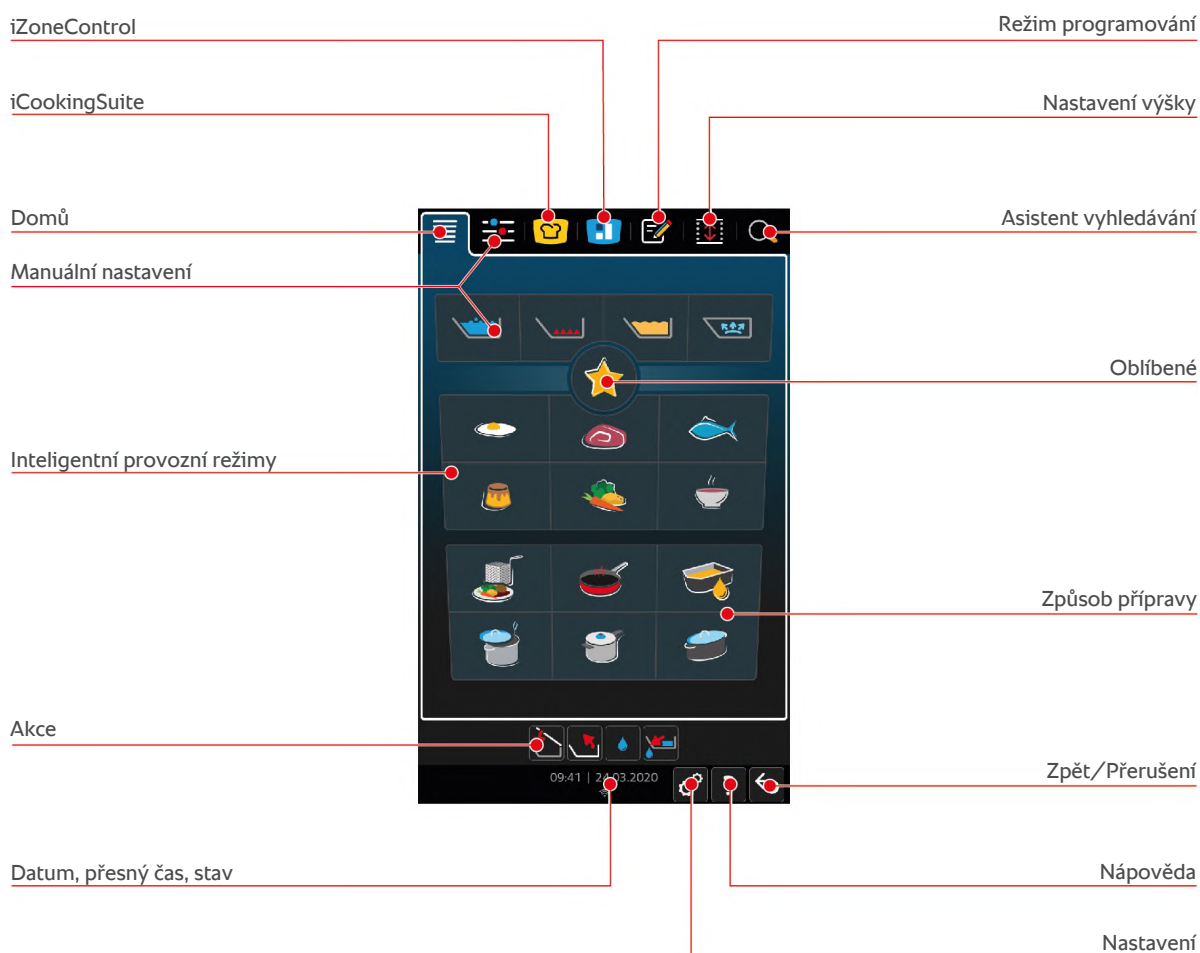 iZoneControl
Režim programování
iCookingSuite
Nastavení výšky
Domů
Asistent vyhledávání
Manuální nastavení
Oblíbené
Inteligentní provozní režimy
Způsob přípravy
Akce
09:41 | 24.03.2020
Zpět/Přerušení
Datum, přesný čas, stav
Nápověda
Nastavení